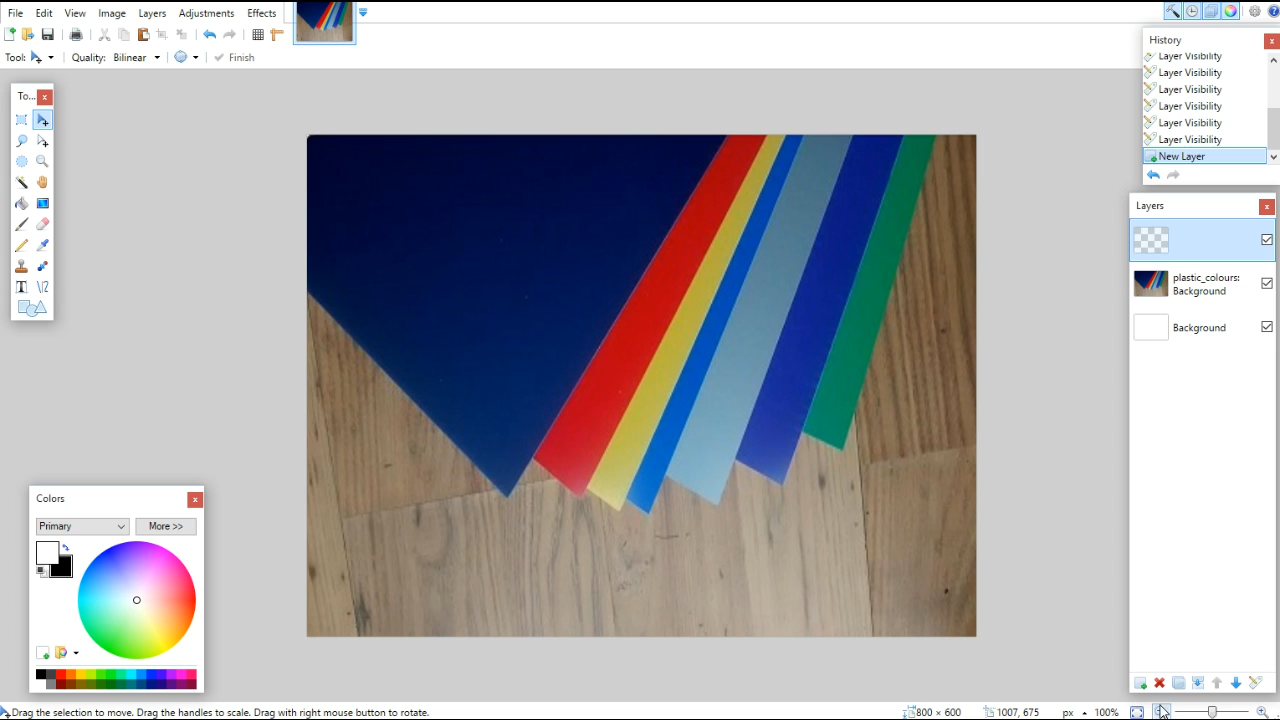 File Edit View Image Layers Adjustments Effects
Tool: Quality: Bilinear Finish
History
Layer Visibility
Layer Visibility
Layer Visibility
Layer Visibility
Layer Visibility
Layer Visibility
New Layer
To...
Layers
plastic_colours:
Background
Background
Colors
Primary More >>
Drag the selection to move. Drag the handles to scale. Drag with right mouse button to rotate. 800 × 600 1007, 675 px 100%